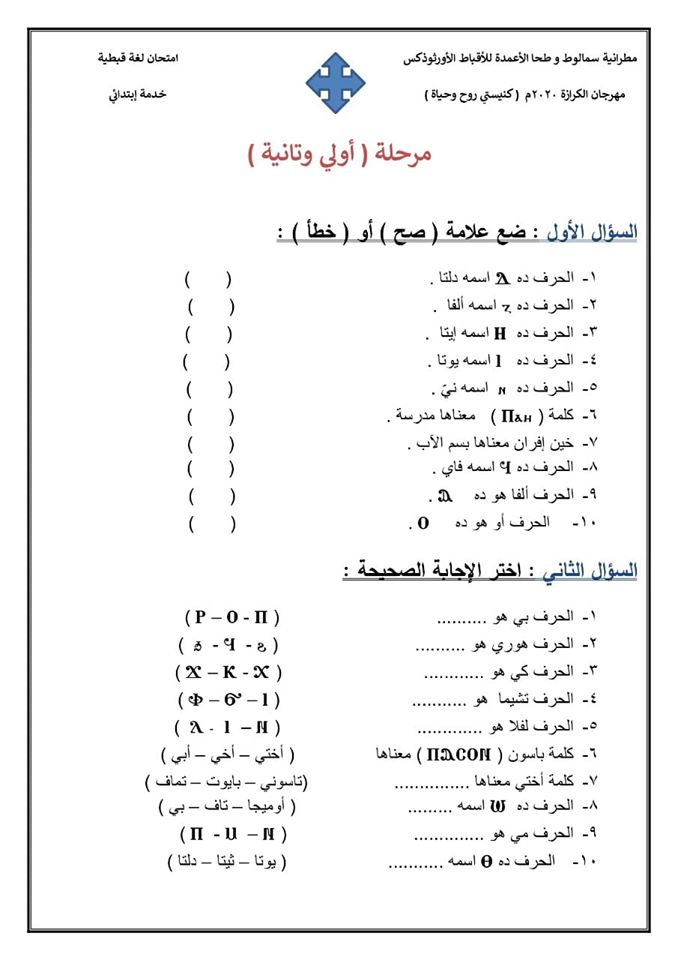 مطرانية سمالوط و طحا الأعمدة للأقباط الأورثوذكس
امتحان لغة قبطية
مهرجان الكرازة ٢٠٢٠م ( كنيستي روح وحياة )
خدمة إبتدائي
مرحلة ( أولي وتانية )
السؤال الأول : ضع علامة ( صح ) أو ( خطأ ) :
١- الحرف ده Ⲇ اسمه دلتا . ( )
٢- الحرف ده ⲍ اسمه ألفا . ( )
٣- الحرف ده Ⲏ اسمه إيتا . ( )
٤- الحرف ده Ⲓ اسمه يوتا . ( )
٥- الحرف ده ⲛ اسمه نيّ . ( )
٦- كلمة ( Ⲡⲁⲏ ) معناها مدرسة . ( )
٧- خين إفران معناها بسم الآب . ( )
٨- الحرف ده Ϥ اسمه فاي . ( )
٩- الحرف ألفا هو ده Ⲁ . ( )
١٠- الحرف أو هو ده Ⲟ . ( )
السؤال الثاني : اختر الإجابة الصحيحة :
١- الحرف بي هو .......... ( Ⲣ – Ⲟ - Ⲡ )
٢- الحرف هوري هو .......... ( ϩ - Ϥ - ϭ )
٣- الحرف كي هو ............ ( Ϫ – Ⲕ - Ⲭ )
٤- الحرف تشيما هو ........... ( Ⲫ – Ϭ – Ⲓ )
٥- الحرف لفلا هو ............. ( Ⲗ - Ⲓ – Ⲛ )
٦- كلمة باسون ( ⲠⲀⲤⲞⲚ ) معناها ( أختي – أخي – أبي )
٧- كلمة أختي معناها ............... (تاسوني – بايوت – تماف )
٨- الحرف ده Ⲱ اسمه ......... ( أوميجا – تاف – بي )
٩- الحرف مي هو .............. ( Ⲡ - Ⲙ – Ⲛ )
١٠- الحرف ده Ⲑ اسمه ........... ( يوتا – ثيتا – دلتا )